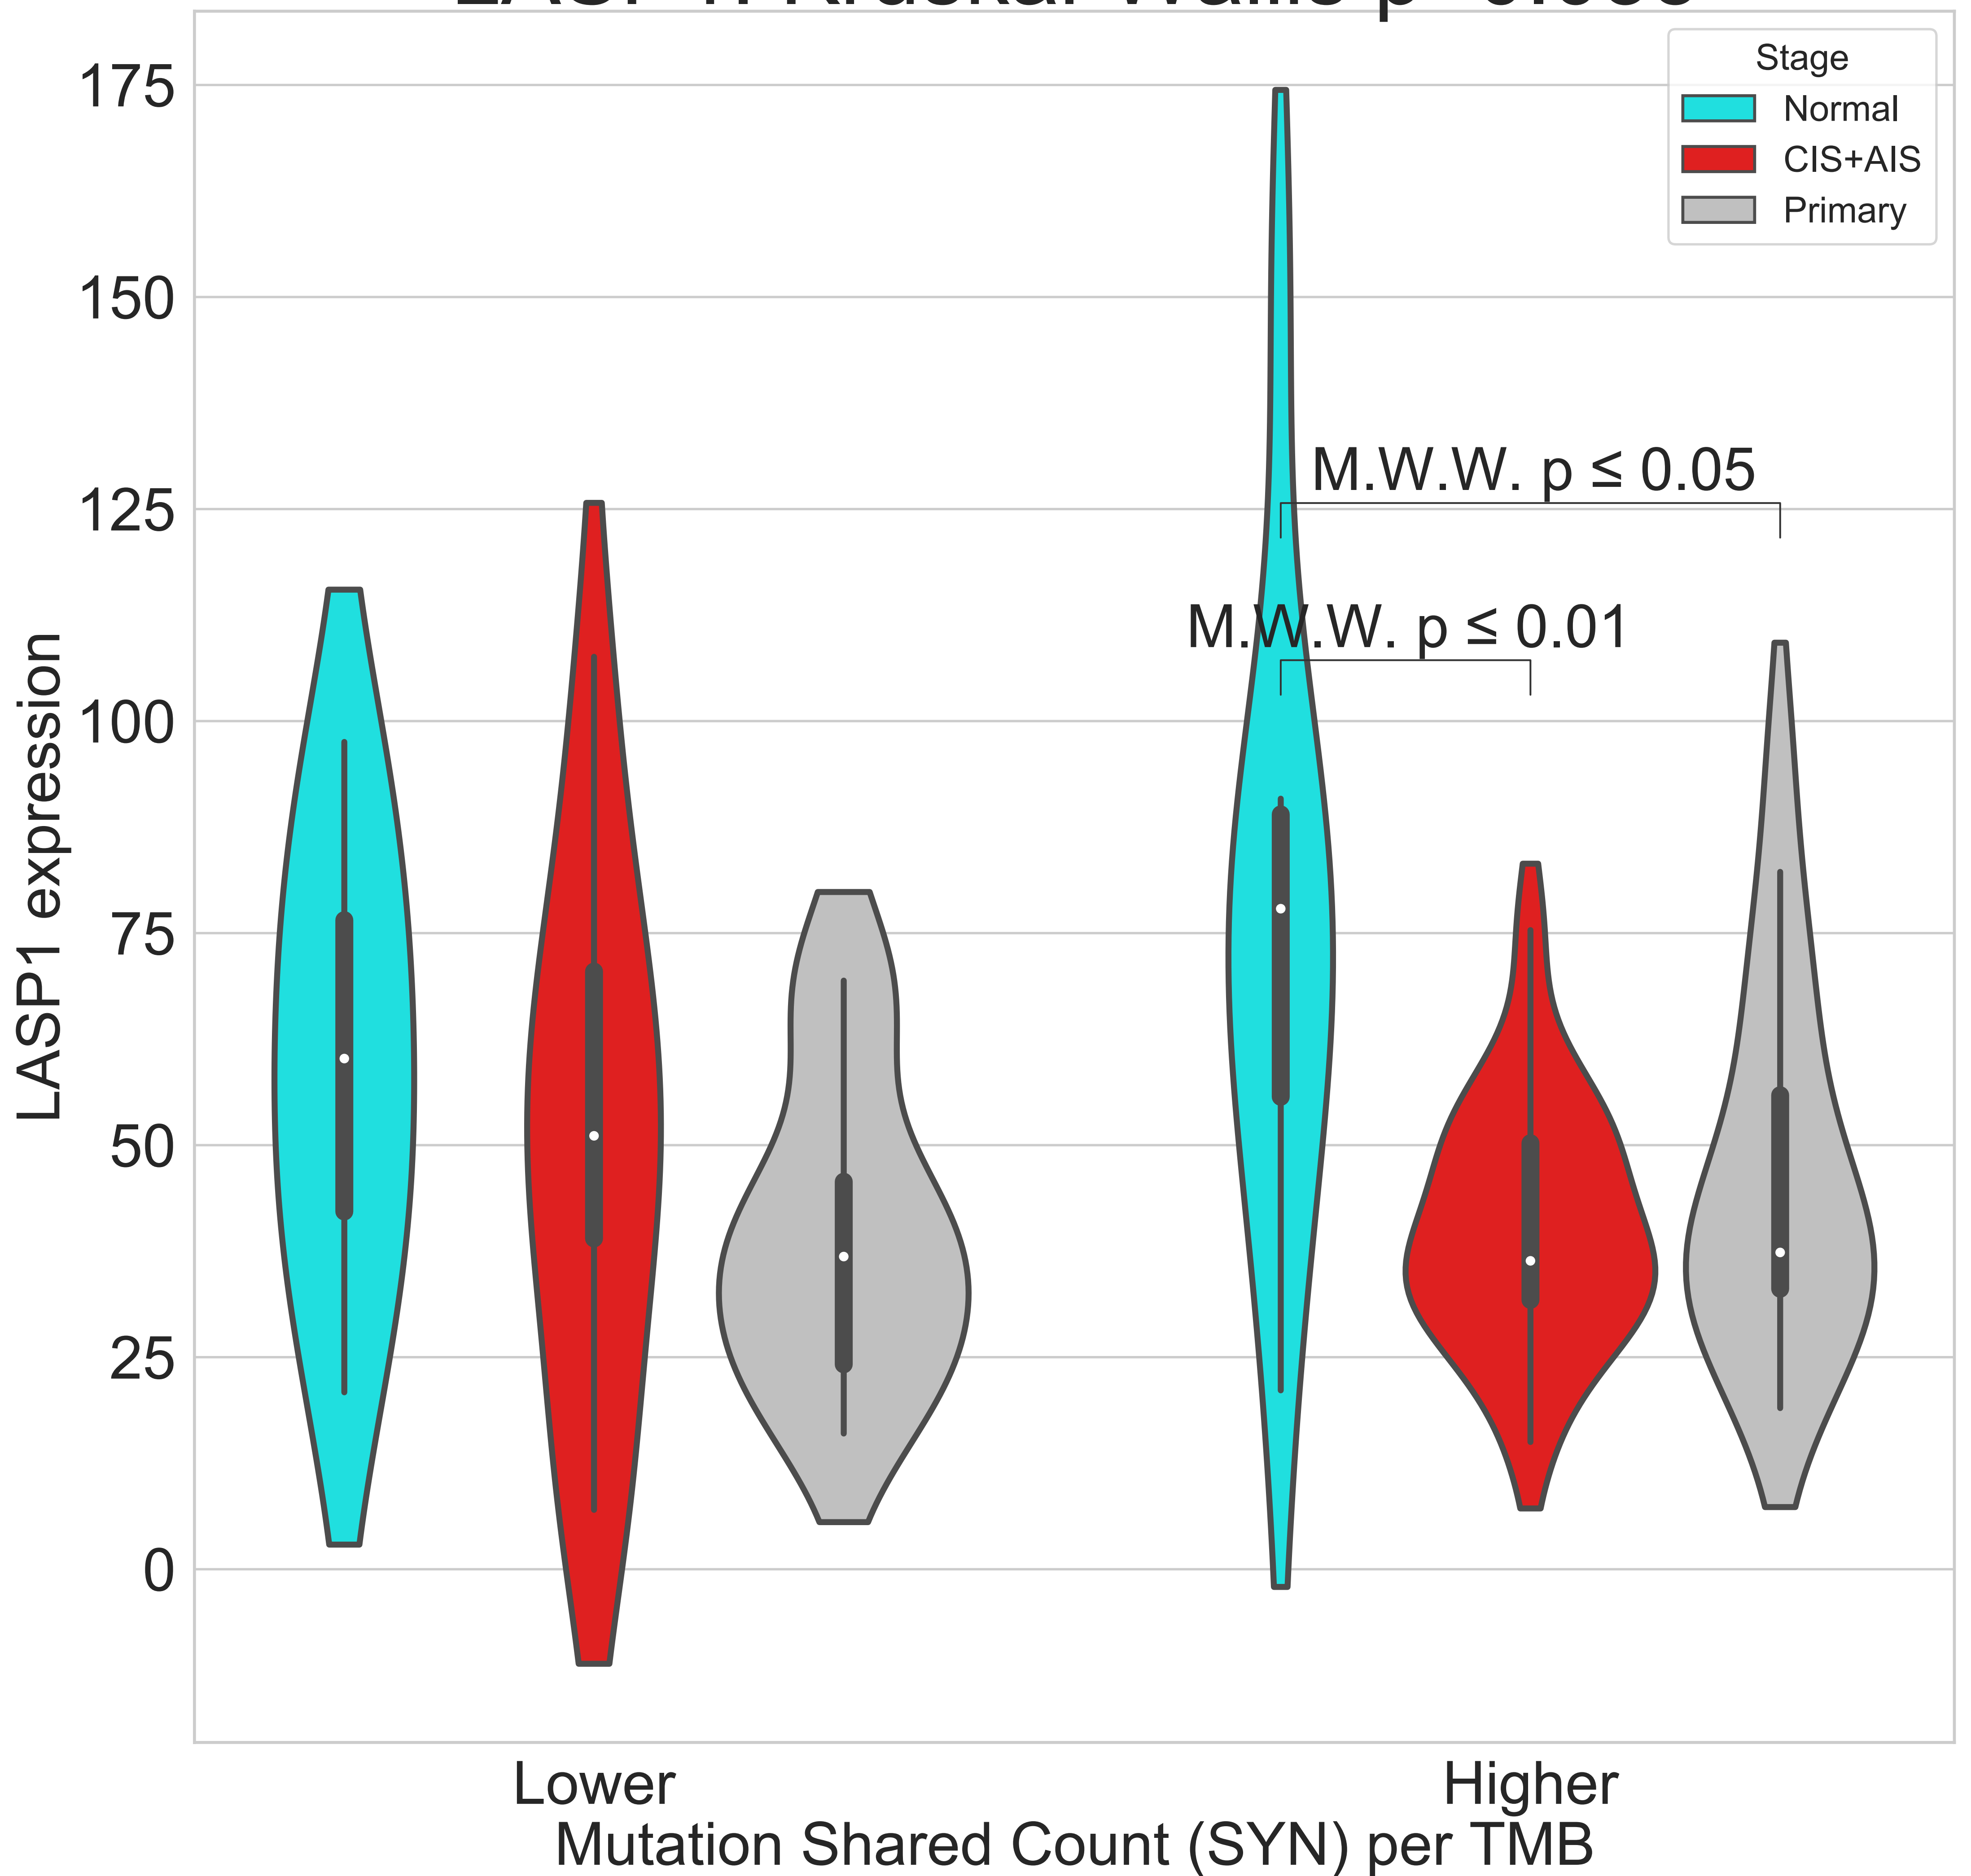 Stage
Normal
CIS+AIS
Primary
175
150
125
100
75
50
25
0
LASP1 expression
M.W.W. p ≤ 0.05
M.W.W. p ≤ 0.01
Lower
Higher
Mutation Shared Count (SYN) per TMB